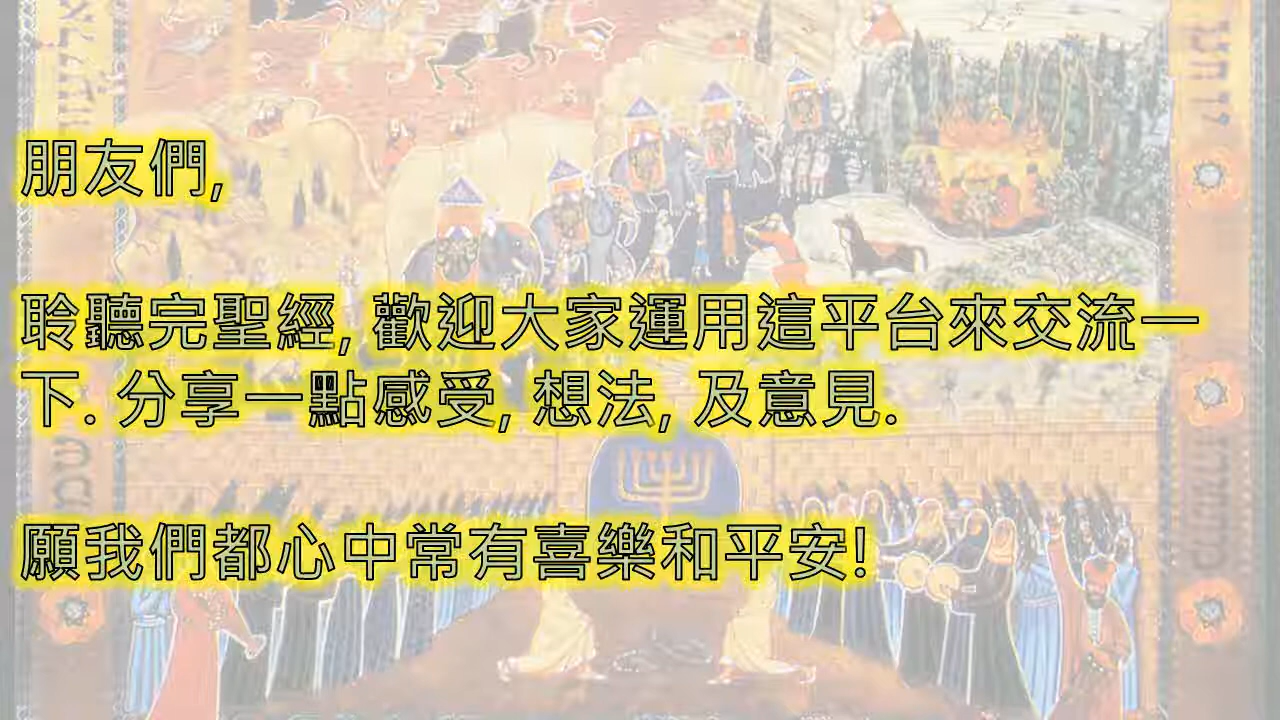 朋友們,
聆聽完聖經, 歡迎大家運用這平台來交流一
下. 分享一點感受, 想法, 及意見.
願我們都心中常有喜樂和平安!